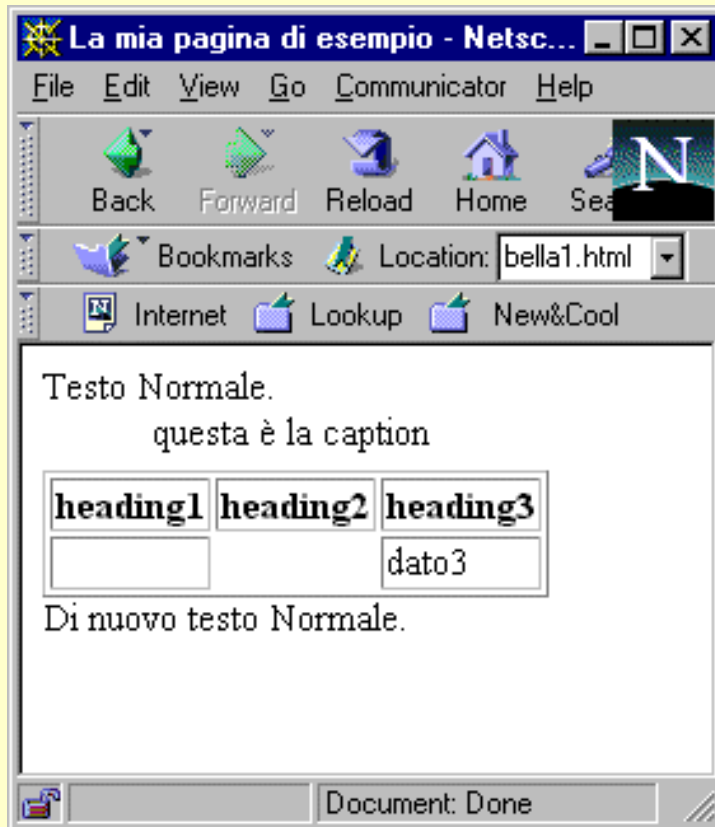 La mia pagina di esempio - Netsc...
File Edit View Go Communicator Help
N
Back Forward Reload Home Sea
Bookmarks Location: bella1.html
N Internet Lookup New&Cool
Testo Normale.
questa è la caption
heading1 heading2 heading3
dato3
Di nuovo testo Normale.
Document: Done